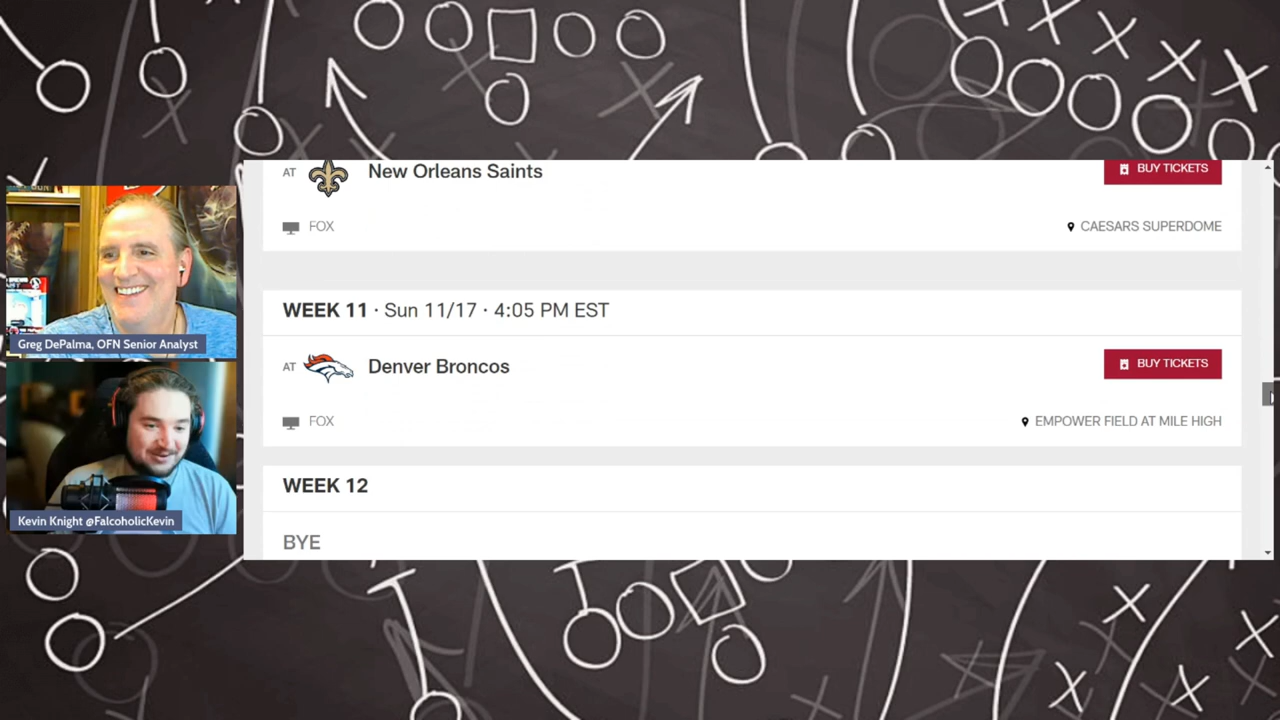 AT New Orleans Saints BUY TICKETS
FOX CAESARS SUPERDOME
WEEK 11 · Sun 11/17 · 4:05 PM EST
AT Denver Broncos BUY TICKETS
FOX EMPOWER FIELD AT MILE HIGH
WEEK 12
BYE
Greg DePalma, OFN Senior Analyst
Kevin Knight @FalcoholicKevin